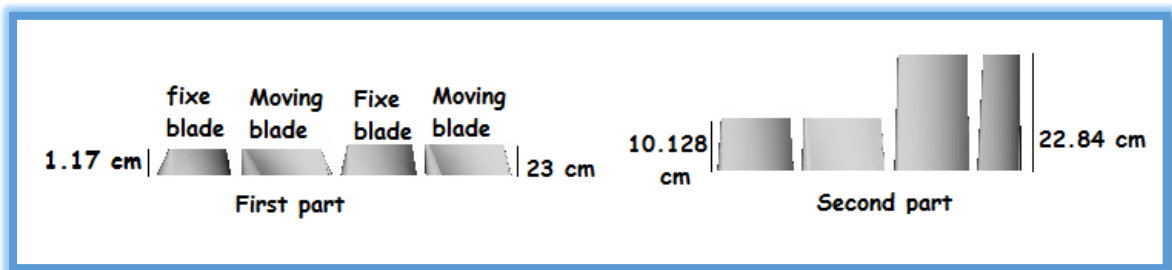 fixe
blade
Moving
blade
Fixe
blade
Moving
blade
1.17 cm
23 cm
First part
10.128
cm
22.84 cm
Second part